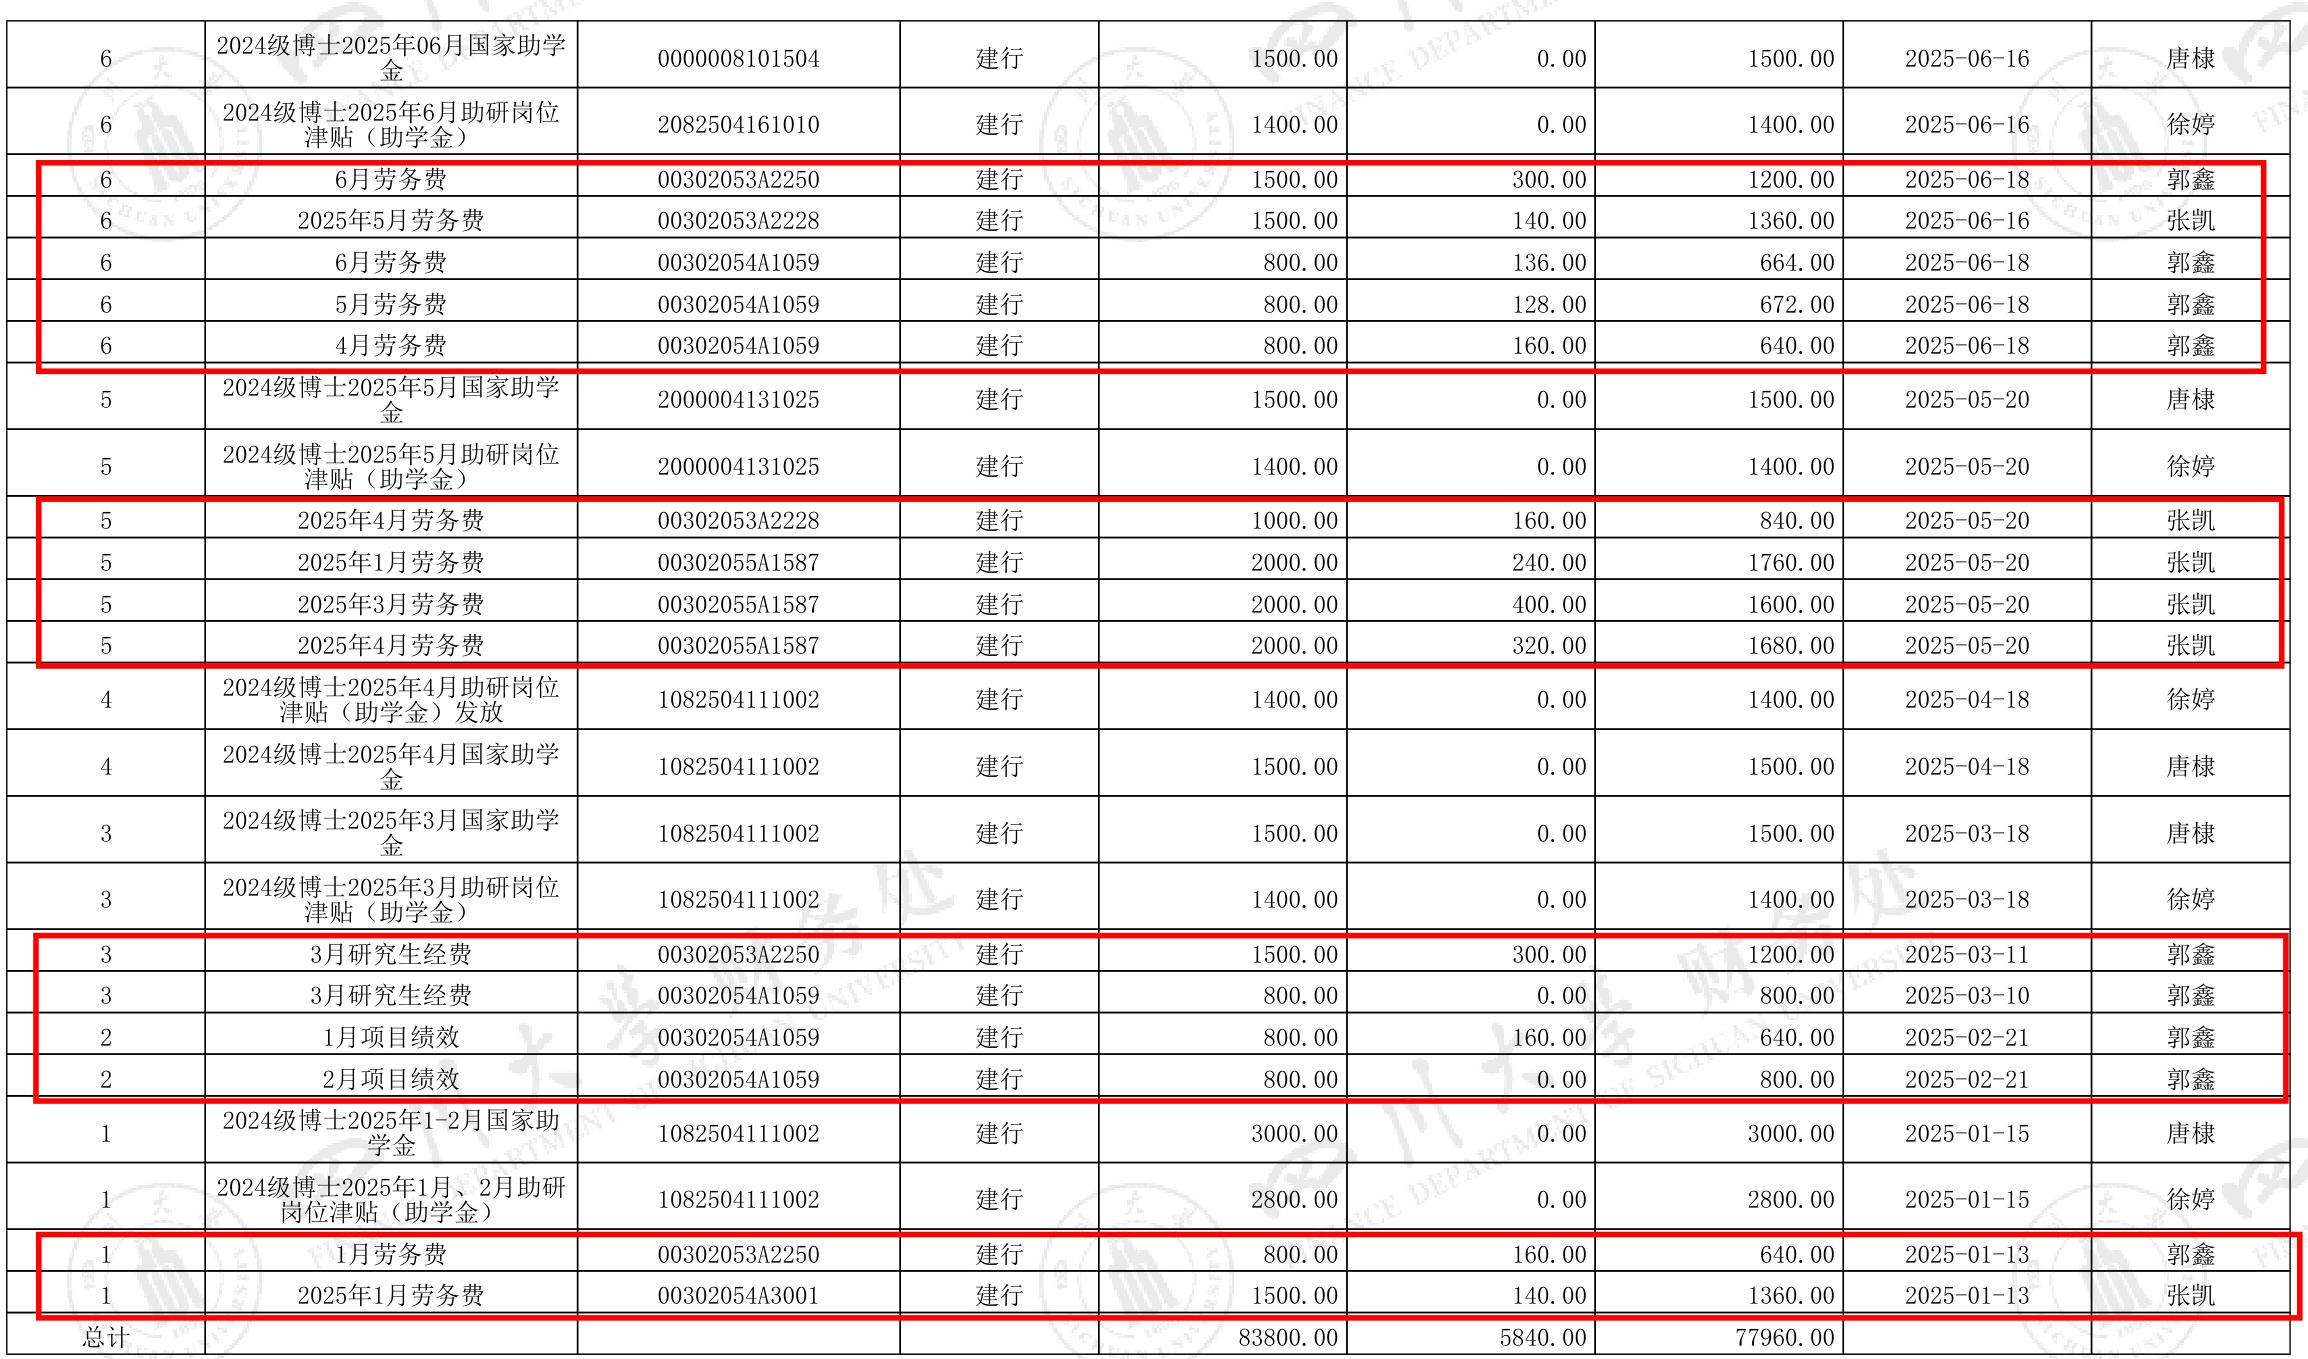 6 2024级博士2025年06月国家助学金 0000008101504 建行 1500.00 0.00 1500.00 2025-06-16 唐棣
6 2024级博士2025年6月助研岗位津贴（助学金） 2082504161010 建行 1400.00 0.00 1400.00 2025-06-16 徐婷
6 6月劳务费 00302053A2250 建行 1500.00 300.00 1200.00 2025-06-18 郭鑫
6 2025年5月劳务费 00302053A2228 建行 1500.00 140.00 1360.00 2025-06-16 张凯
6 6月劳务费 00302054A1059 建行 800.00 136.00 664.00 2025-06-18 郭鑫
6 5月劳务费 00302054A1059 建行 800.00 128.00 672.00 2025-06-18 郭鑫
6 4月劳务费 00302054A1059 建行 800.00 160.00 640.00 2025-06-18 郭鑫
5 2024级博士2025年5月国家助学金 2000004131025 建行 1500.00 0.00 1500.00 2025-05-20 唐棣
5 2024级博士2025年5月助研岗位津贴（助学金） 2000004131025 建行 1400.00 0.00 1400.00 2025-05-20 徐婷
5 2025年4月劳务费 00302053A2228 建行 1000.00 160.00 840.00 2025-05-20 张凯
5 2025年1月劳务费 00302055A1587 建行 2000.00 240.00 1760.00 2025-05-20 张凯
5 2025年3月劳务费 00302055A1587 建行 2000.00 400.00 1600.00 2025-05-20 张凯
5 2025年4月劳务费 00302055A1587 建行 2000.00 320.00 1680.00 2025-05-20 张凯
4 2024级博士2025年4月助研岗位津贴（助学金）发放 1082504111002 建行 1400.00 0.00 1400.00 2025-04-18 徐婷
4 2024级博士2025年4月国家助学金 1082504111002 建行 1500.00 0.00 1500.00 2025-04-18 唐棣
3 2024级博士2025年3月国家助学金 1082504111002 建行 1500.00 0.00 1500.00 2025-03-18 唐棣
3 2024级博士2025年3月助研岗位津贴（助学金） 1082504111002 建行 1400.00 0.00 1400.00 2025-03-18 徐婷
3 3月研究生经费 00302053A2250 建行 1500.00 300.00 1200.00 2025-03-11 郭鑫
3 3月研究生经费 00302054A1059 建行 800.00 0.00 800.00 2025-03-10 郭鑫
2 1月项目绩效 00302054A1059 建行 800.00 160.00 640.00 2025-02-21 郭鑫
2 2月项目绩效 00302054A1059 建行 800.00 0.00 800.00 2025-02-21 郭鑫
1 2024级博士2025年1-2月国家助学金 1082504111002 建行 3000.00 0.00 3000.00 2025-01-15 唐棣
1 2024级博士2025年1月、2月助研岗位津贴（助学金） 1082504111002 建行 2800.00 0.00 2800.00 2025-01-15 徐婷
1 1月劳务费 00302053A2250 建行 800.00 160.00 640.00 2025-01-13 郭鑫
1 2025年1月劳务费 00302054A3001 建行 1500.00 140.00 1360.00 2025-01-13 张凯
总计 83800.00 5840.00 77960.00
四川大学财务处
FINANCE DEPARTMENT OF SICHUAN UNIVERSITY